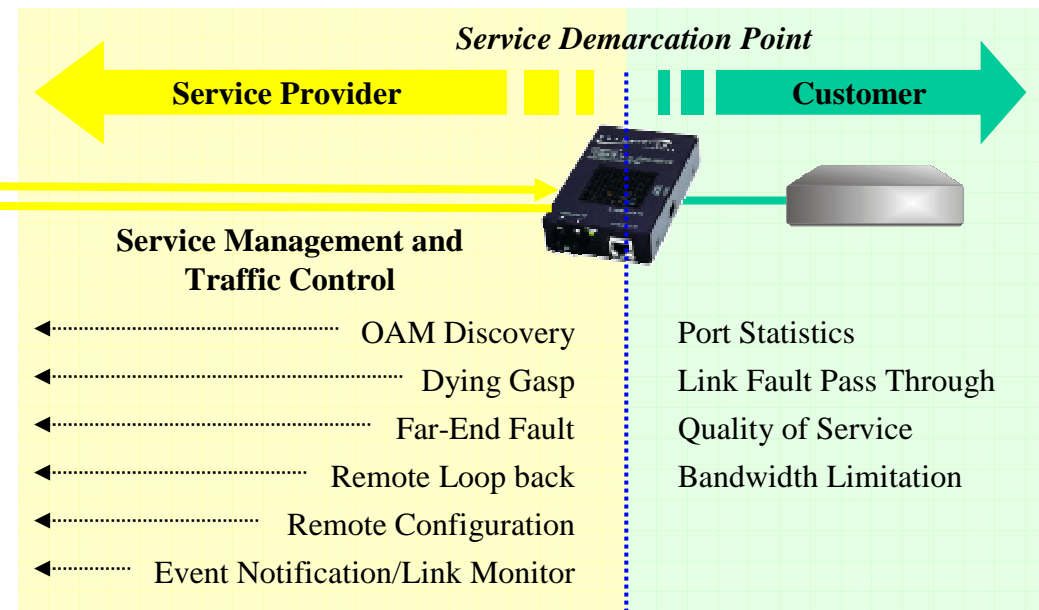 Service Demarcation Point
Service Provider
Customer
Service Management and
Traffic Control
OAM Discovery
Dying Gasp
Far-End Fault
Remote Loop back
Remote Configuration
Event Notification/Link Monitor
Port Statistics
Link Fault Pass Through
Quality of Service
Bandwidth Limitation